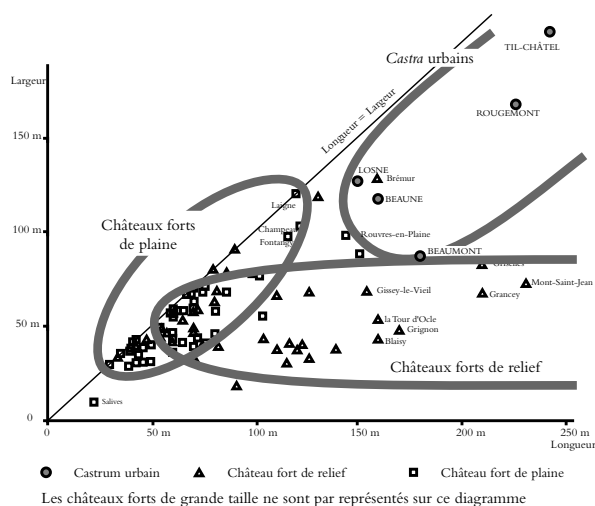 Castra urbains
TIL-CHÂTEL
Largeur
ROUGEMONT
150 m
Longueur = Largeur
LOSNE
Brémur
BEAUNE
Laigne
Châteaux forts
de plaine
100 m
Champeau
Fontangy
Rouvres-en-Plaine
BEAUMONT
Mont-Saint-Jean
Gissey-le-Vieil
Grancey
50 m
la Tour d'Ocle
Grignon
Blaisy
Châteaux forts de relief
Salives
0
0 50 m 100 m 150 m 200 m 250 m
Longueur
Castrum urbain Château fort de relief Château fort de plaine
Les châteaux forts de grande taille ne sont par représentés sur ce diagramme